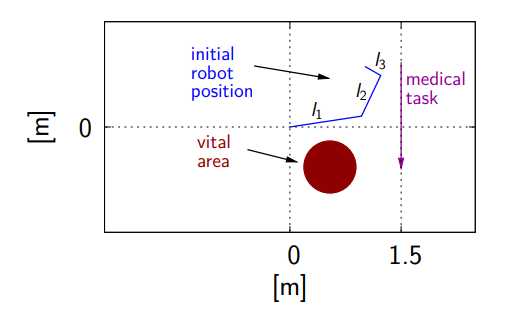 initial
robot
position
l3
l2
l1
medical
task
vital
area
0
[m]
0
1.5
[m]